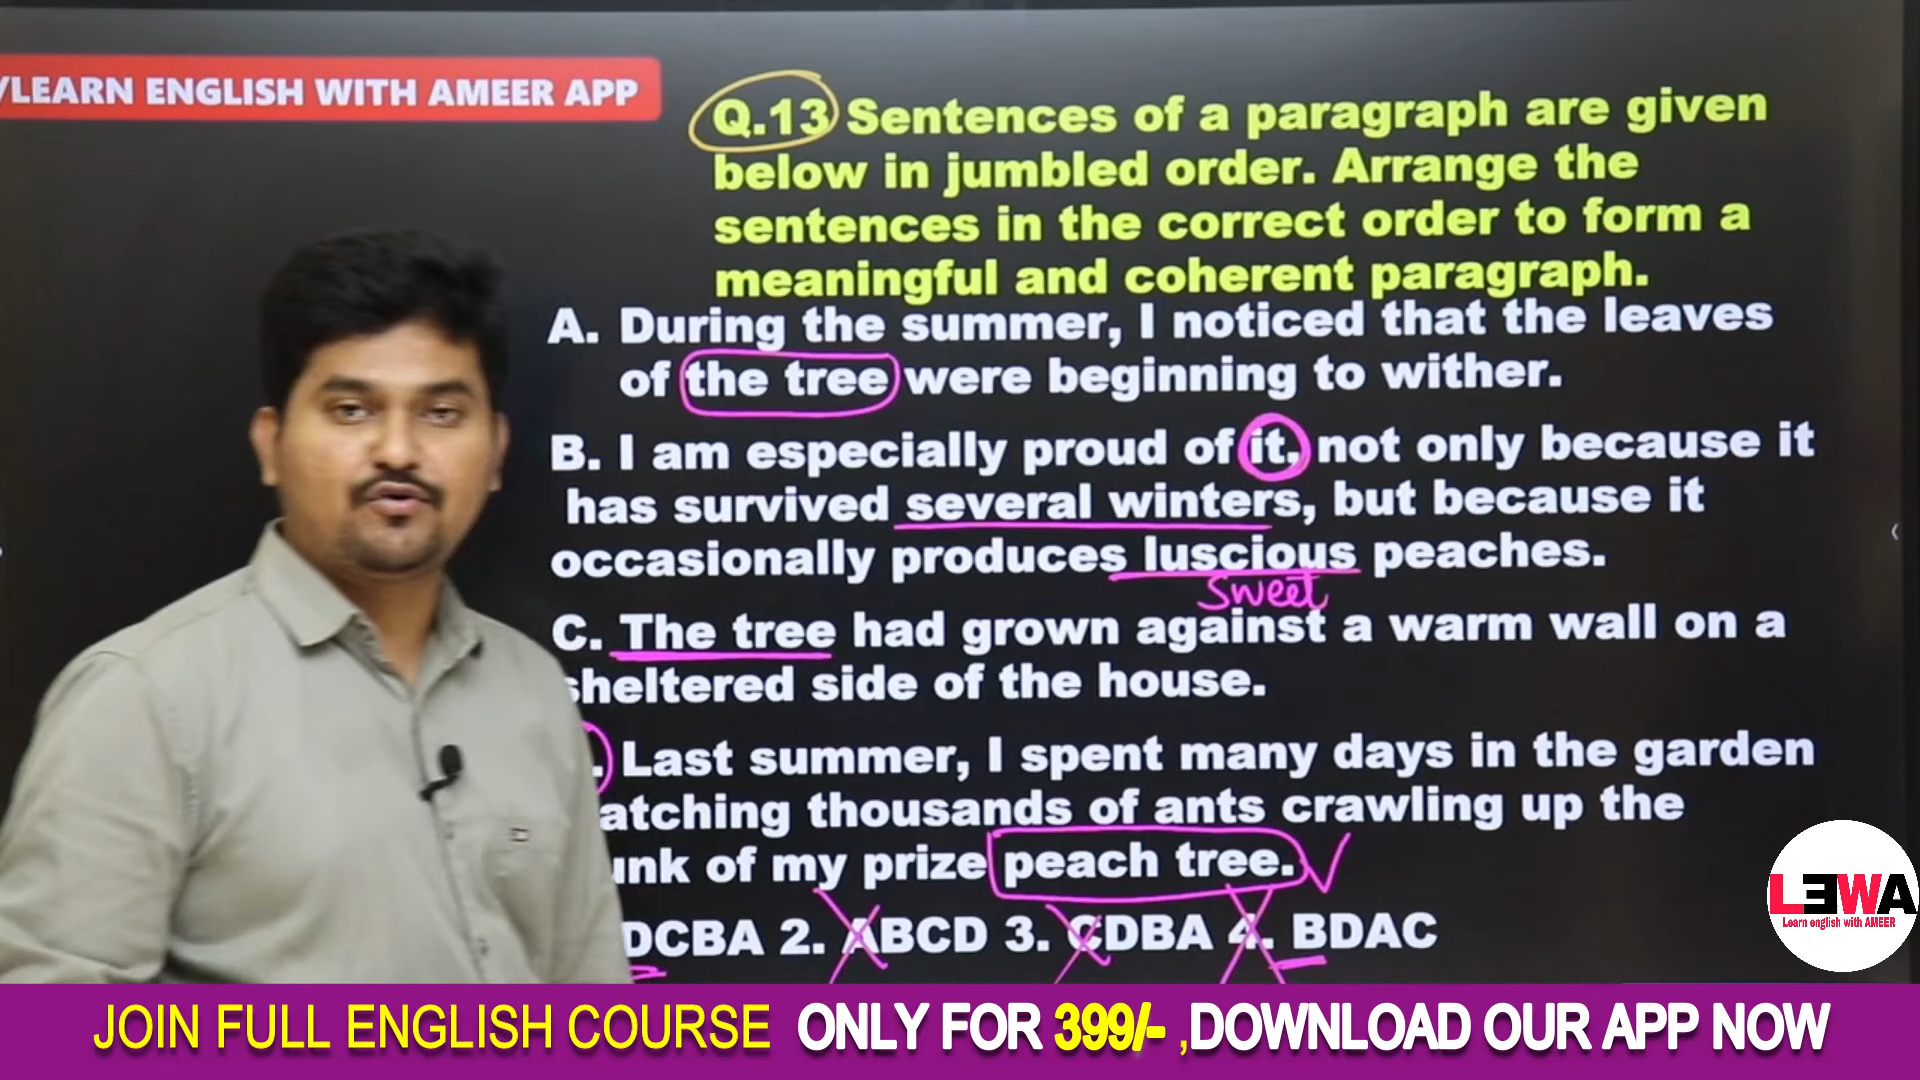 /LEARN ENGLISH WITH AMEER APP
Q.13 Sentences of a paragraph are given
below in jumbled order. Arrange the
sentences in the correct order to form a
meaningful and coherent paragraph.
A. During the summer, I noticed that the leaves
of the tree were beginning to wither.
B. I am especially proud of it, not only because it
has survived several winters, but because it
occasionally produces luscious peaches.
sweet
C. The tree had grown against a warm wall on a
sheltered side of the house.
. Last summer, I spent many days in the garden
atching thousands of ants crawling up the
unk of my prize peach tree.
DCBA 2. ABCD 3. CDBA 4. BDAC
LEWA
Learn english with AMEER
JOIN FULL ENGLISH COURSE ONLY FOR 399/- ,DOWNLOAD OUR APP NOW